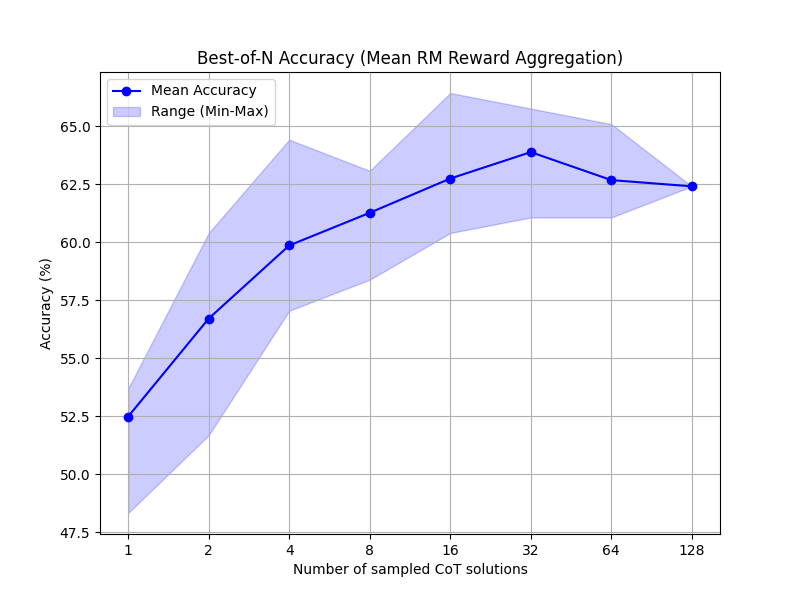 Best-of-N Accuracy (Mean RM Reward Aggregation)
Mean Accuracy
Range (Min-Max)
65.0
62.5
60.0
57.5
55.0
52.5
50.0
47.5
Accuracy (%)
1 2 4 8 16 32 64 128
Number of sampled CoT solutions